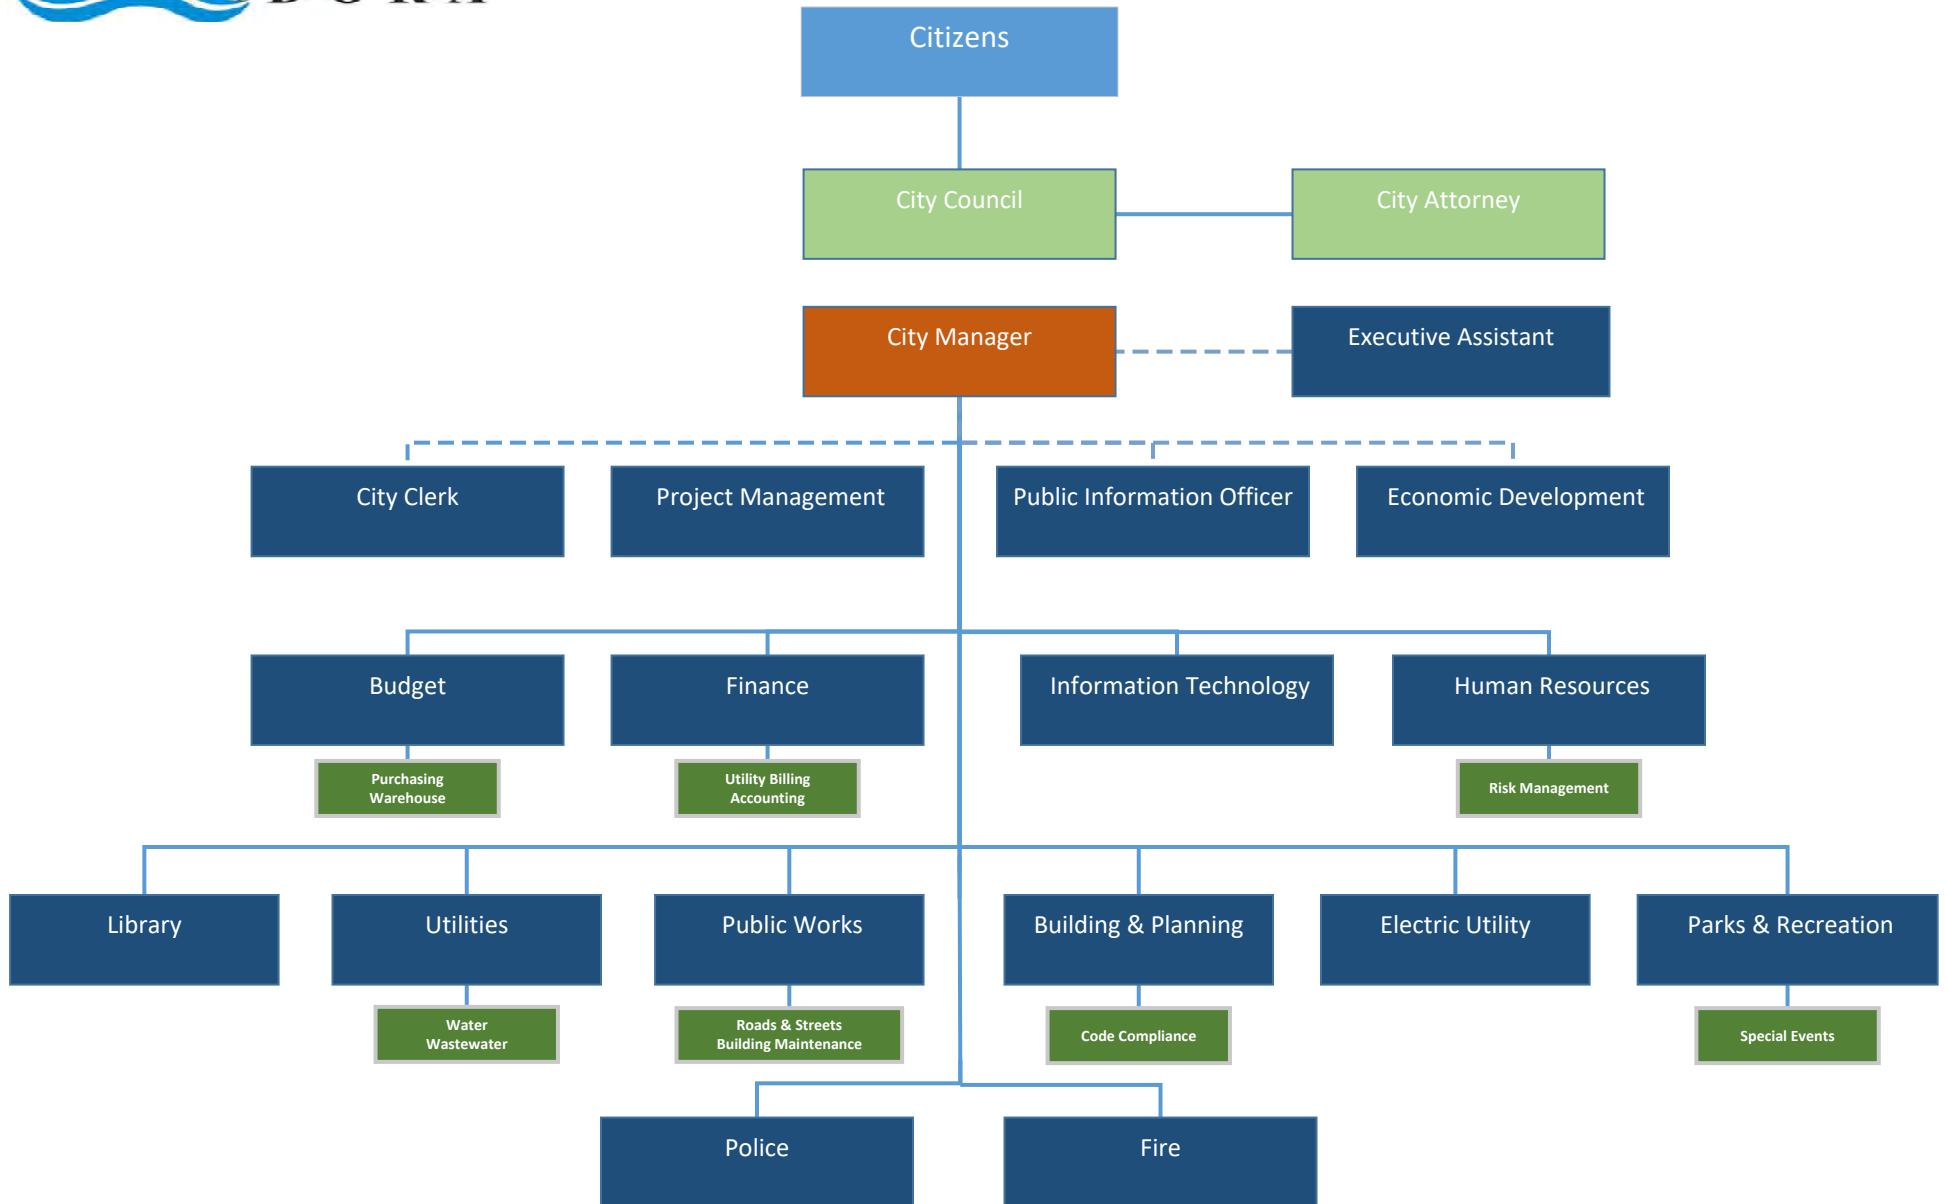 Citizens
City Council
City Attorney
City Manager
Executive Assistant
City Clerk
Project Management
Public Information Officer
Economic Development
Budget
Finance
Information Technology
Human Resources
Purchasing
Warehouse
Utility Billing
Accounting
Risk Management
Library
Utilities
Public Works
Building & Planning
Electric Utility
Parks & Recreation
Water
Wastewater
Roads & Streets
Building Maintenance
Code Compliance
Special Events
Police
Fire